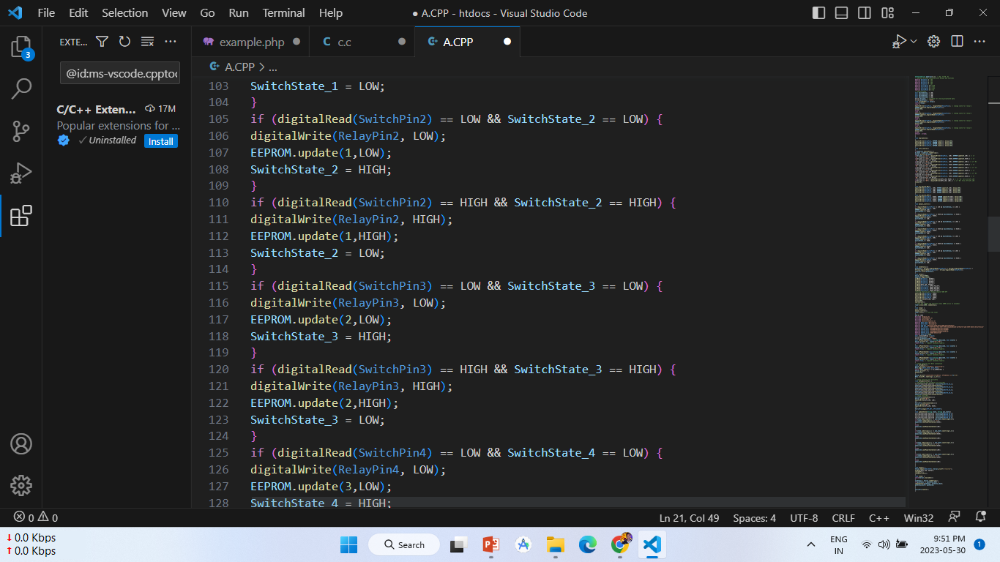 File Edit Selection View Go Run Terminal Help
● A.CPP - htdocs - Visual Studio Code
EXTE...
example.php
C c.c
A.CPP
3
@id:ms-vscode.cpptoo
A.CPP > ...
C/C++ Exten... 17M
Popular extensions for ...
✓Uninstalled Install
103 SwitchState_1 = LOW;
104 }
105 if (digitalRead(SwitchPin2) == LOW && SwitchState_2 == LOW) {
106 digitalWrite(RelayPin2, LOW);
107 EEPROM.update(1,LOW);
108 SwitchState_2 = HIGH;
109 }
110 if (digitalRead(SwitchPin2) == HIGH && SwitchState_2 == HIGH) {
111 digitalWrite(RelayPin2, HIGH);
112 EEPROM.update(1,HIGH);
113 SwitchState_2 = LOW;
114 }
115 if (digitalRead(SwitchPin3) == LOW && SwitchState_3 == LOW) {
116 digitalWrite(RelayPin3, LOW);
117 EEPROM.update(2,LOW);
118 SwitchState_3 = HIGH;
119 }
120 if (digitalRead(SwitchPin3) == HIGH && SwitchState_3 == HIGH) {
121 digitalWrite(RelayPin3, HIGH);
122 EEPROM.update(2,HIGH);
123 SwitchState_3 = LOW;
124 }
125 if (digitalRead(SwitchPin4) == LOW && SwitchState_4 == LOW) {
126 digitalWrite(RelayPin4, LOW);
127 EEPROM.update(3,LOW);
128 SwitchState_4 = HIGH;
0 0
Ln 21, Col 49 Spaces: 4 UTF-8 CRLF C++ Win32
0.0 Kbps
0.0 Kbps
Search
ENG
IN
9:51 PM
2023-05-30
1